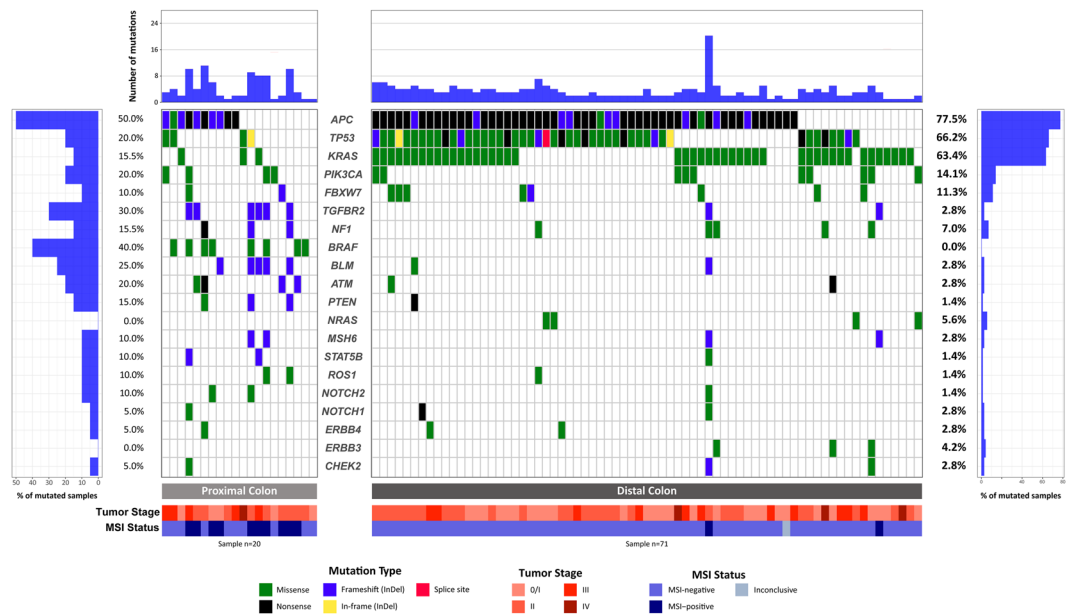 Number of mutations
24
16
8
0
50.0% APC 77.5%
20.0% TP53 66.2%
15.5% KRAS 63.4%
20.0% PIK3CA 14.1%
10.0% FBXW7 11.3%
30.0% TGFBR2 2.8%
15.5% NF1 7.0%
40.0% BRAF 0.0%
25.0% BLM 2.8%
20.0% ATM 2.8%
15.0% PTEN 1.4%
0.0% NRAS 5.6%
10.0% MSH6 2.8%
10.0% STAT5B 1.4%
10.0% ROS1 1.4%
10.0% NOTCH2 1.4%
5.0% NOTCH1 2.8%
5.0% ERBB4 2.8%
0.0% ERBB3 4.2%
5.0% CHEK2 2.8%
50 40 30 20 10 0
% of mutated samples
0 20 40 60 80
% of mutated samples
Proximal Colon Distal Colon
Tumor Stage
MSI Status
Sample n=20 Sample n=71
Mutation Type
Missense Frameshift (InDel) Splice site
Nonsense In-frame (InDel)
Tumor Stage
0/I III
II IV
MSI Status
MSI-negative Inconclusive
MSI-positive